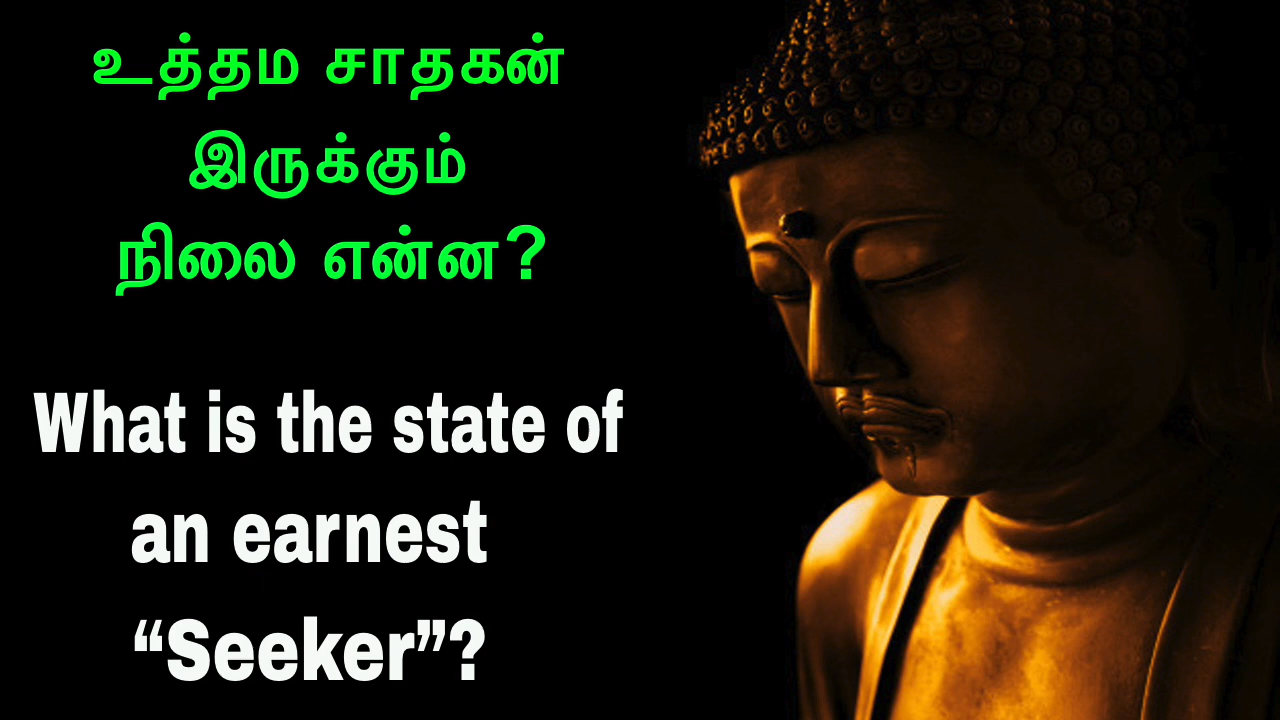 உத்தம சாதகன்
இருக்கும்
நிலை என்ன?
What is the state of
an earnest
“Seeker”?